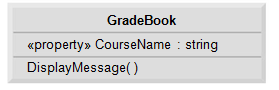 GradeBook
«property» CourseName : string
DisplayMessage( )